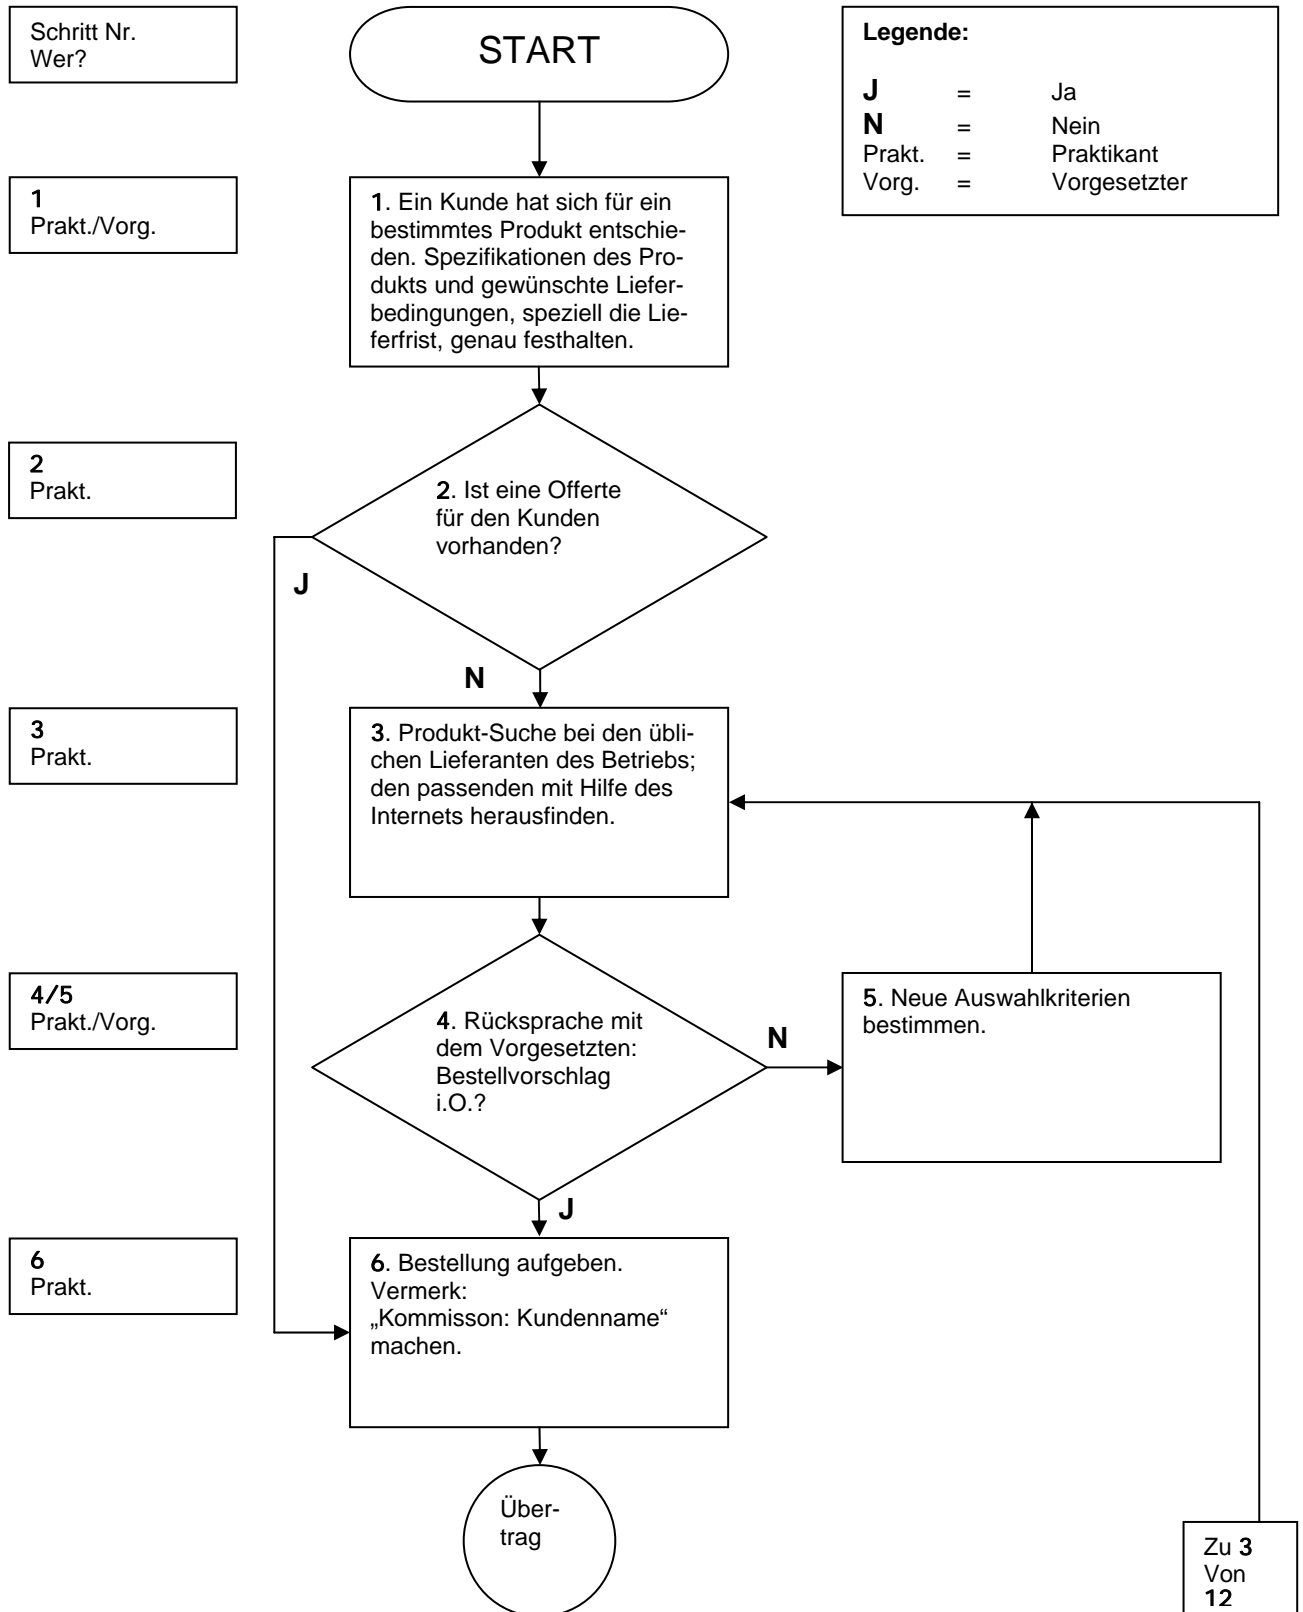 Schritt Nr.
Wer?
START
Legende:
J = Ja
N = Nein
Prakt. = Praktikant
Vorg. = Vorgesetzter
1
Prakt./Vorg.
1. Ein Kunde hat sich für ein
bestimmtes Produkt entschie-
den. Spezifikationen des Pro-
dukts und gewünschte Liefer-
bedingungen, speziell die Lie-
ferfrist, genau festhalten.
2
Prakt.
2. Ist eine Offerte
für den Kunden
vorhanden?
J
N
3
Prakt.
3. Produkt-Suche bei den übli-
chen Lieferanten des Betriebs;
den passenden mit Hilfe des
Internets herausfinden.
4/5
Prakt./Vorg.
4. Rücksprache mit
dem Vorgesetzten:
Bestellvorschlag
i.O.?
N
5. Neue Auswahlkriterien
bestimmen.
J
6
Prakt.
6. Bestellung aufgeben.
Vermerk:
„Kommisson: Kundenname“
machen.
Über-
trag
Zu 3
Von
12